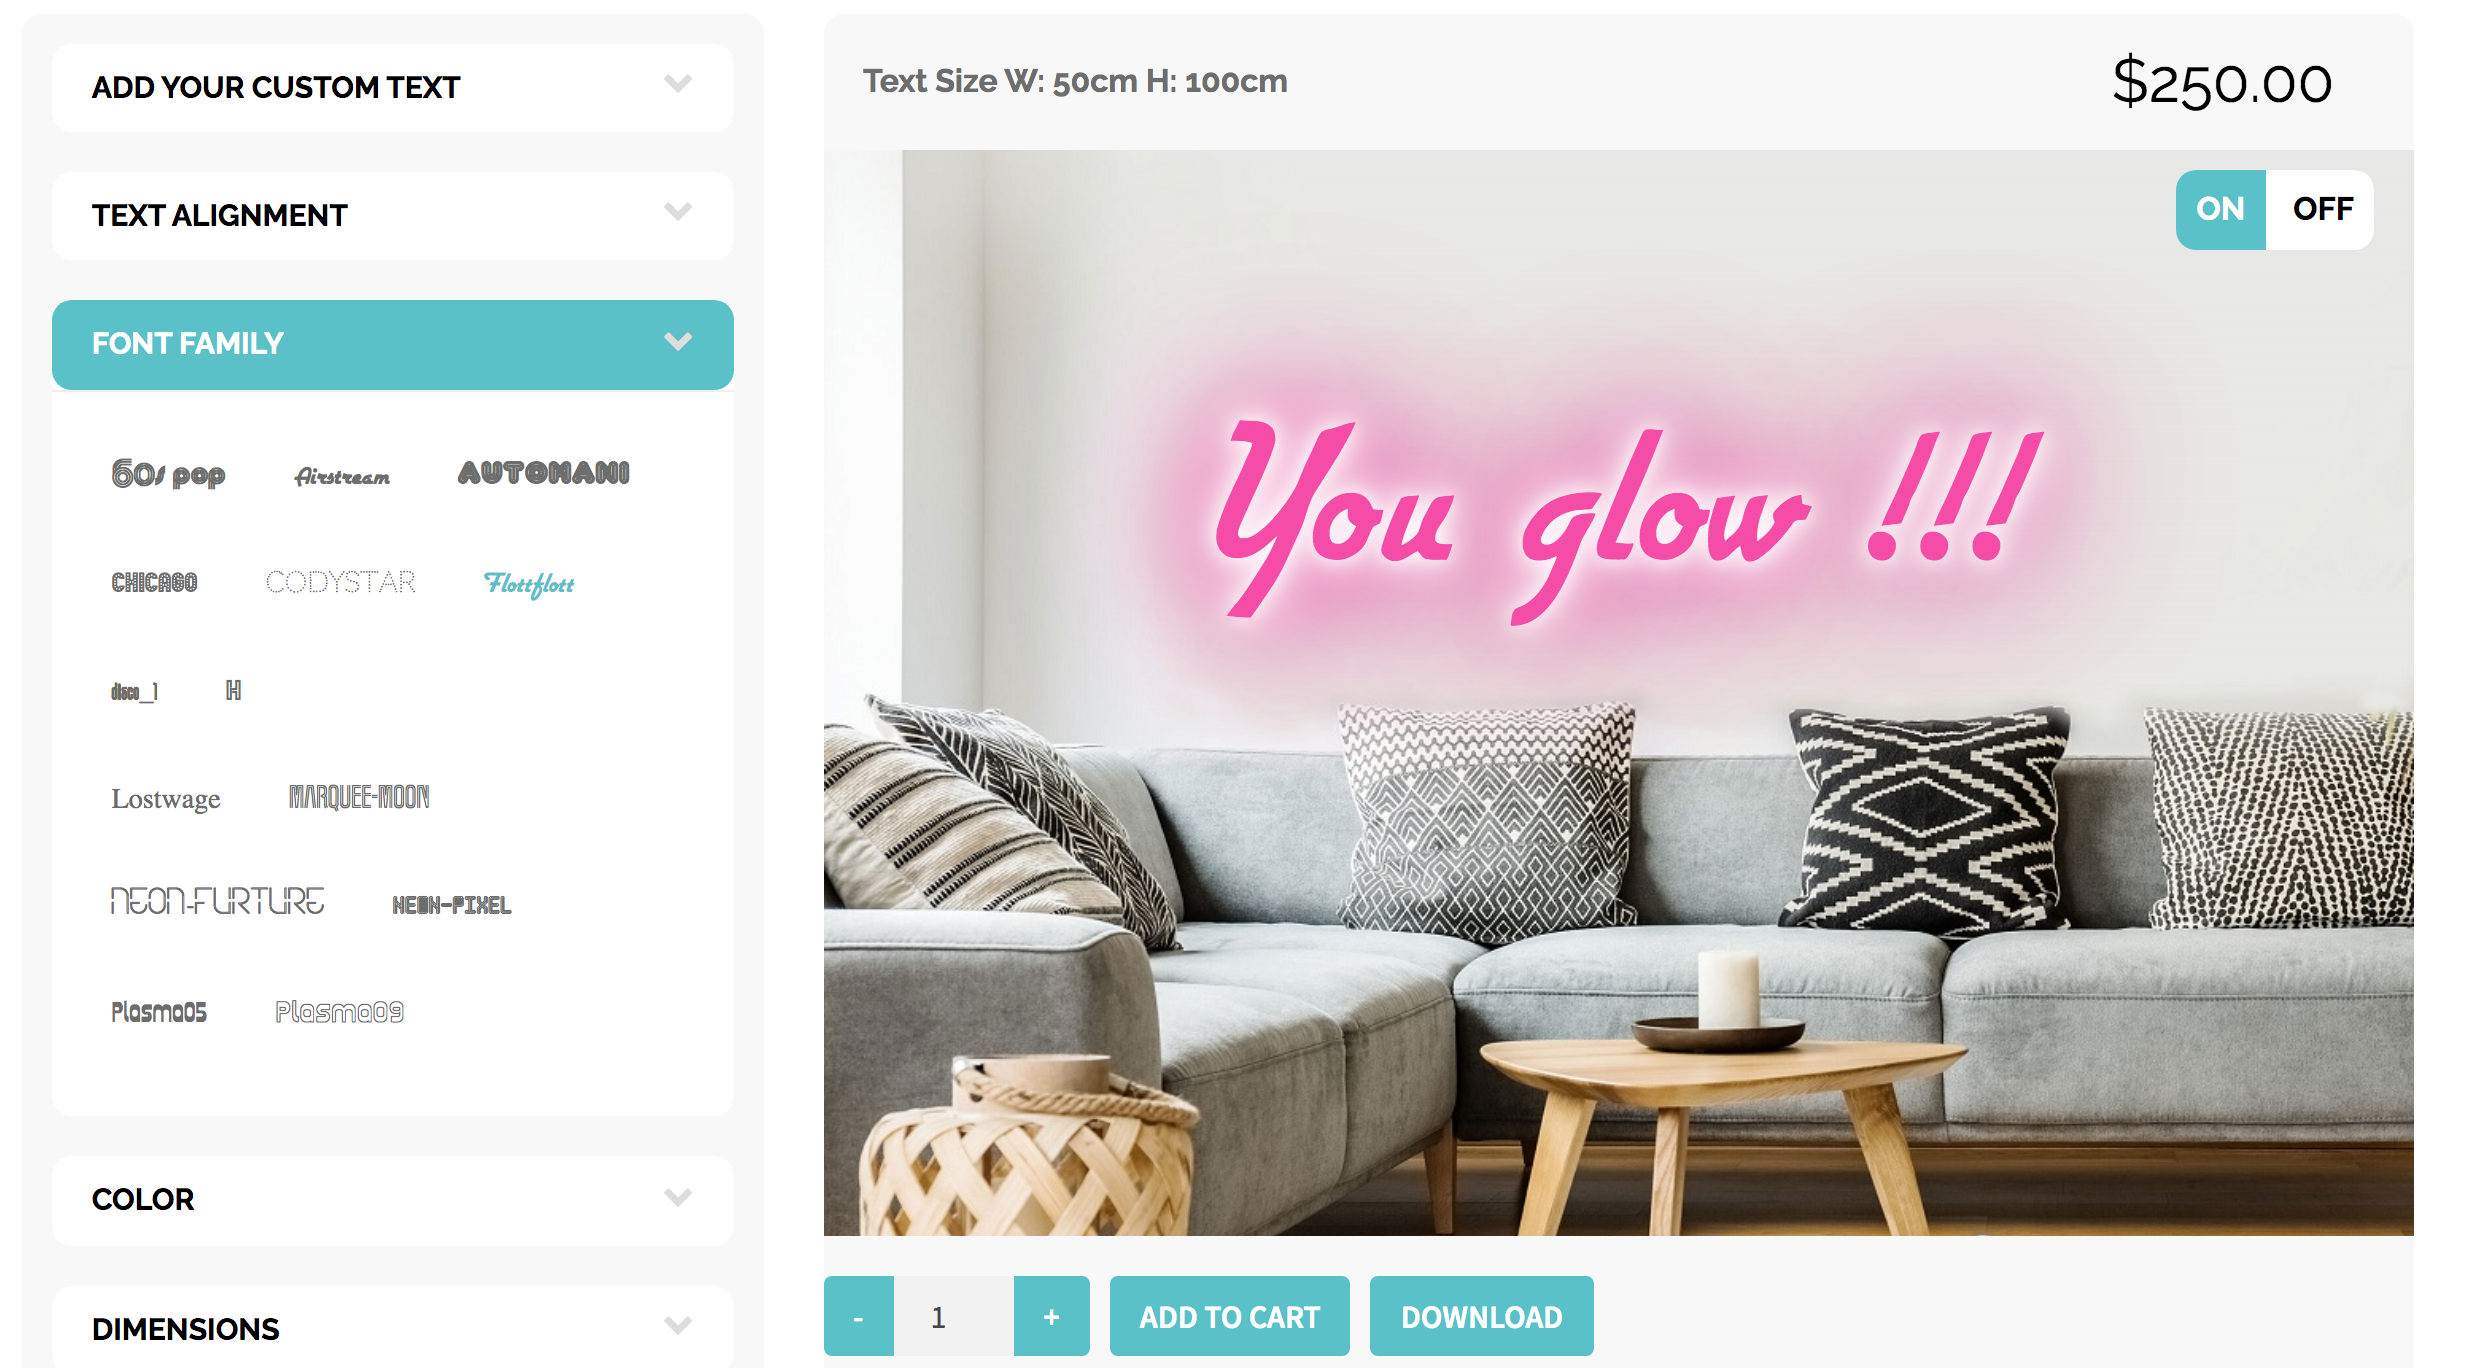 ADD YOUR CUSTOM TEXT
TEXT ALIGNMENT
FONT FAMILY
60s pop Airstream AUTOMANI
CHICAGO CODYSTAR Flottflott
disco_1 H
Lostwage MARQUEE-MOON
NEON-FURTURE NEON-PIXEL
Plasma05 Plasma09
COLOR
DIMENSIONS
Text Size W: 50cm H: 100cm
$250.00
ON OFF
You glow !!!
- 1 + ADD TO CART DOWNLOAD